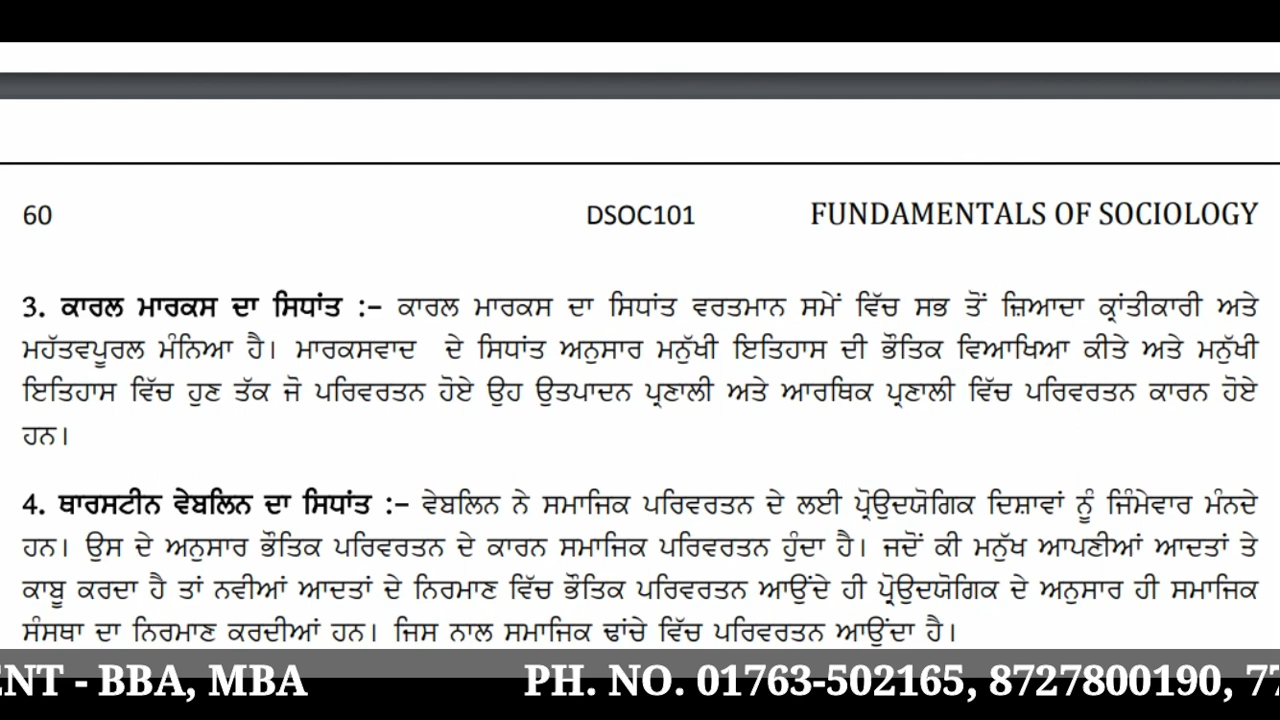 60 DSOC101 FUNDAMENTALS OF SOCIOLOGY
3. ਕਾਰਲ ਮਾਰਕਸ ਦਾ ਸਿਧਾਂਤ :– ਕਾਰਲ ਮਾਰਕਸ ਦਾ ਸਿਧਾਂਤ ਵਰਤਮਾਨ ਸਮੇਂ ਵਿੱਚ ਸਭ ਤੋਂ ਜ਼ਿਆਦਾ ਕ੍ਰਾਂਤੀਕਾਰੀ ਅਤੇ
ਮਹੱਤਵਪੂਰਲ ਮੰਨਿਆ ਹੈ। ਮਾਰਕਸਵਾਦ ਦੇ ਸਿਧਾਂਤ ਅਨੁਸਾਰ ਮਨੁੱਖੀ ਇਤਿਹਾਸ ਦੀ ਭੌਤਿਕ ਵਿਆਖਿਆ ਕੀਤੇ ਅਤੇ ਮਨੁੱਖੀ
ਇਤਿਹਾਸ ਵਿੱਚ ਹੁਣ ਤੱਕ ਜੋ ਪਰਿਵਰਤਨ ਹੋਏ ਉਹ ਉਤਪਾਦਨ ਪ੍ਰਣਾਲੀ ਅਤੇ ਆਰਥਿਕ ਪ੍ਰਣਾਲੀ ਵਿੱਚ ਪਰਿਵਰਤਨ ਕਾਰਨ ਹੋਏ
ਹਨ।
4. ਥਾਰਸਟੀਨ ਵੇਬਲਿਨ ਦਾ ਸਿਧਾਂਤ :– ਵੇਬਲਿਨ ਨੇ ਸਮਾਜਿਕ ਪਰਿਵਰਤਨ ਦੇ ਲਈ ਪ੍ਰੋਉਦਯੋਗਿਕ ਦਿਸ਼ਾਵਾਂ ਨੂੰ ਜਿੰਮੇਵਾਰ ਮੰਨਦੇ
ਹਨ। ਉਸ ਦੇ ਅਨੁਸਾਰ ਭੌਤਿਕ ਪਰਿਵਰਤਨ ਦੇ ਕਾਰਨ ਸਮਾਜਿਕ ਪਰਿਵਰਤਨ ਹੁੰਦਾ ਹੈ। ਜਦੋਂ ਕੀ ਮਨੁੱਖ ਆਪਣੀਆਂ ਆਦਤਾਂ ਤੇ
ਕਾਬੂ ਕਰਦਾ ਹੈ ਤਾਂ ਨਵੀਆਂ ਆਦਤਾਂ ਦੇ ਨਿਰਮਾਣ ਵਿੱਚ ਭੌਤਿਕ ਪਰਿਵਰਤਨ ਆਉਂਦੇ ਹੀ ਪ੍ਰੋਉਦਯੋਗਿਕ ਦੇ ਅਨੁਸਾਰ ਹੀ ਸਮਾਜਿਕ
ਸੰਸਥਾ ਦਾ ਨਿਰਮਾਣ ਕਰਦੀਆਂ ਹਨ। ਜਿਸ ਨਾਲ ਸਮਾਜਿਕ ਢਾਂਚੇ ਵਿੱਚ ਪਰਿਵਰਤਨ ਆਉਂਦਾ ਹੈ।
ENT - BBA, MBA PH. NO. 01763-502165, 8727800190, 77